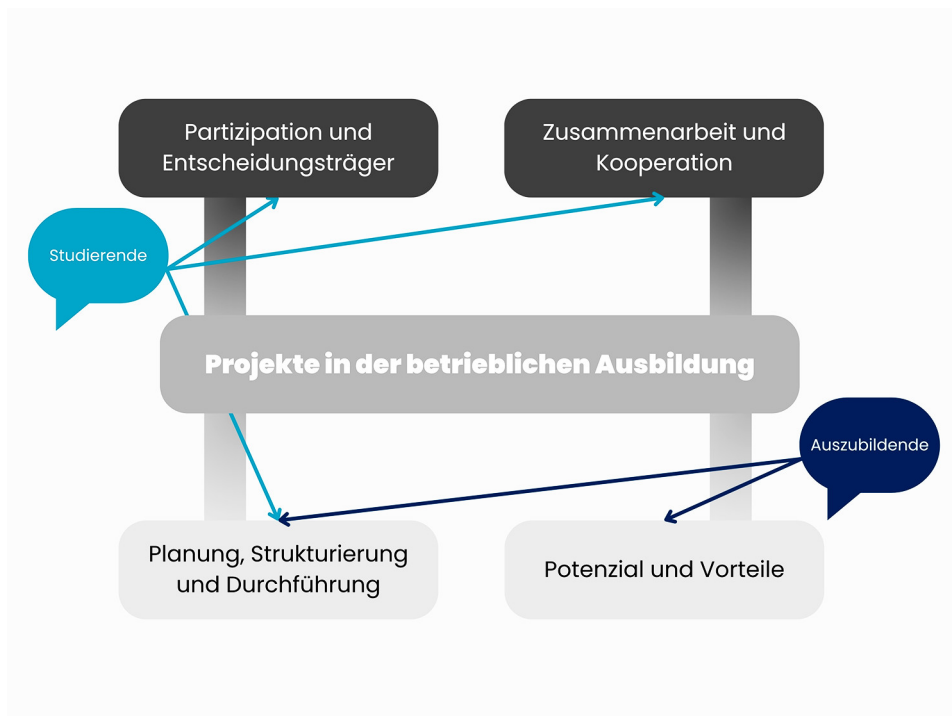 Partizipation und
Entscheidungsträger
Zusammenarbeit und
Kooperation
Studierende
Projekte in der betrieblichen Ausbildung
Auszubildende
Planung, Strukturierung
und Durchführung
Potenzial und Vorteile